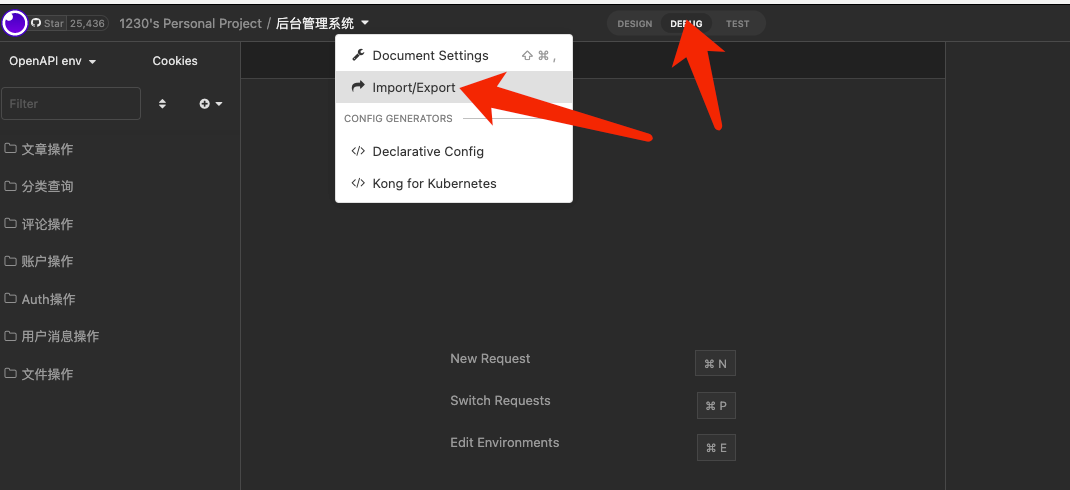 Star 25,436 1230's Personal Project / 后台管理系统 DESIGN DEBUG TEST
OpenAPI env Cookies
Filter
文章操作
分类查询
评论操作
账户操作
Auth操作
用户消息操作
文件操作
Document Settings ⇧ ⌘ ,
Import/Export
CONFIG GENERATORS
</> Declarative Config
</> Kong for Kubernetes
New Request ⌘ N
Switch Requests ⌘ P
Edit Environments ⌘ E